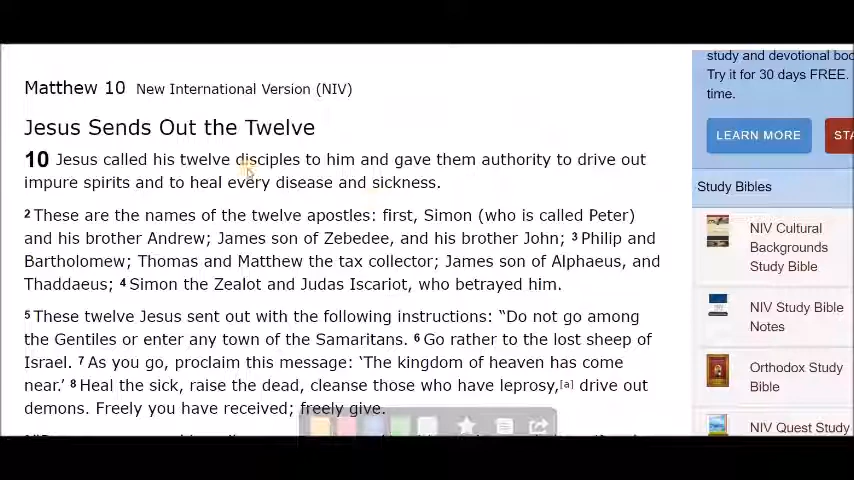 study and devotional
Try it for 30 days FREE.
time.
Matthew 10 New International Version (NIV)
Jesus Sends Out the Twelve
LEARN MORE
10 Jesus called his twelve disciples to him and gave them authority to drive out
impure spirits and to heal every disease and sickness.
2 These are the names of the twelve apostles: first, Simon (who is called Peter)
and his brother Andrew; James son of Zebedee, and his brother John; 3 Philip and
Bartholomew; Thomas and Matthew the tax collector; James son of Alphaeus, and
Thaddaeus; 4 Simon the Zealot and Judas Iscariot, who betrayed him.
5 These twelve Jesus sent out with the following instructions: “Do not go among
the Gentiles or enter any town of the Samaritans. 6 Go rather to the lost sheep of
Israel. 7 As you go, proclaim this message: ‘The kingdom of heaven has come
near.’ 8 Heal the sick, raise the dead, cleanse those who have leprosy,[a] drive out
demons. Freely you have received; freely give.
Study Bibles
NIV Cultural
Backgrounds
Study Bible
NIV Study Bible
Notes
Orthodox Study
Bible
NIV Quest Study